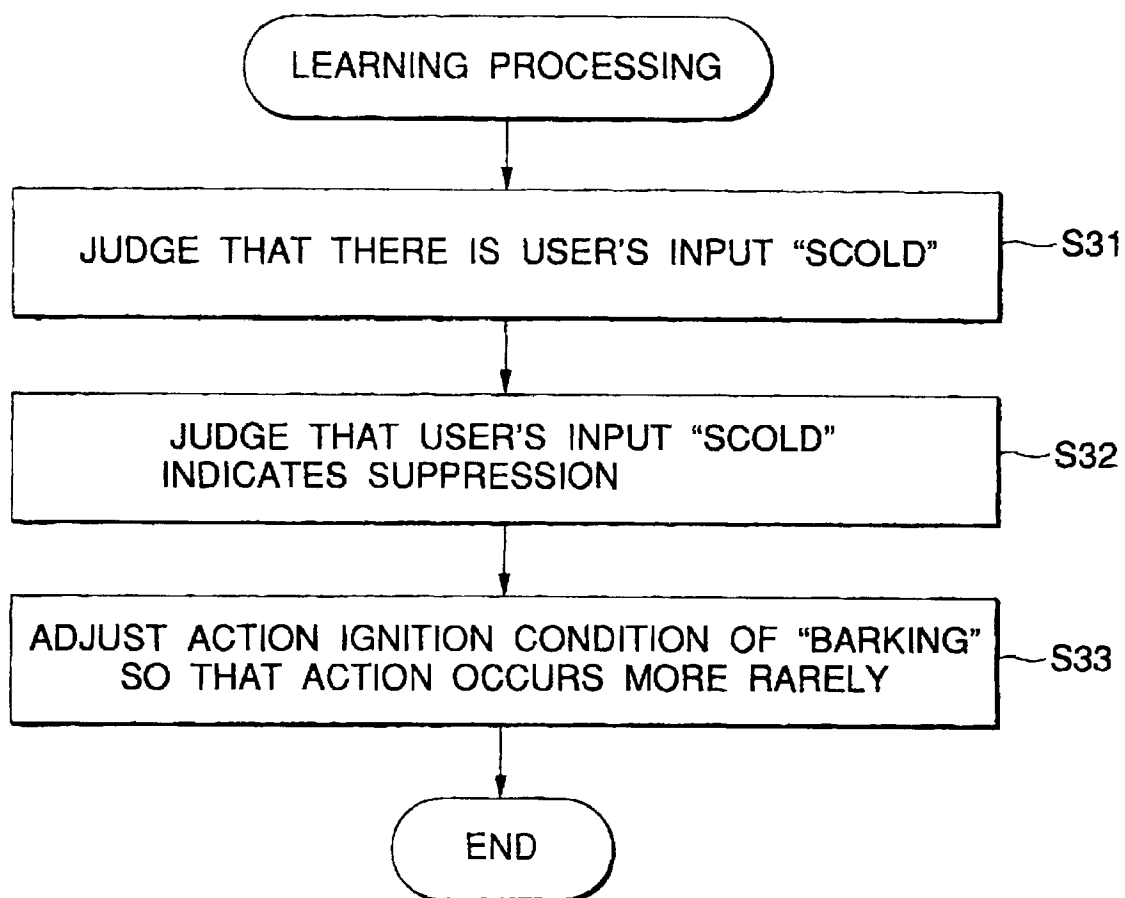 LEARNING PROCESSING
JUDGE THAT THERE IS USER'S INPUT “SCOLD”
S31
JUDGE THAT USER'S INPUT “SCOLD”
INDICATES SUPPRESSION
S32
ADJUST ACTION IGNITION CONDITION OF “BARKING”
SO THAT ACTION OCCURS MORE RARELY
S33
END